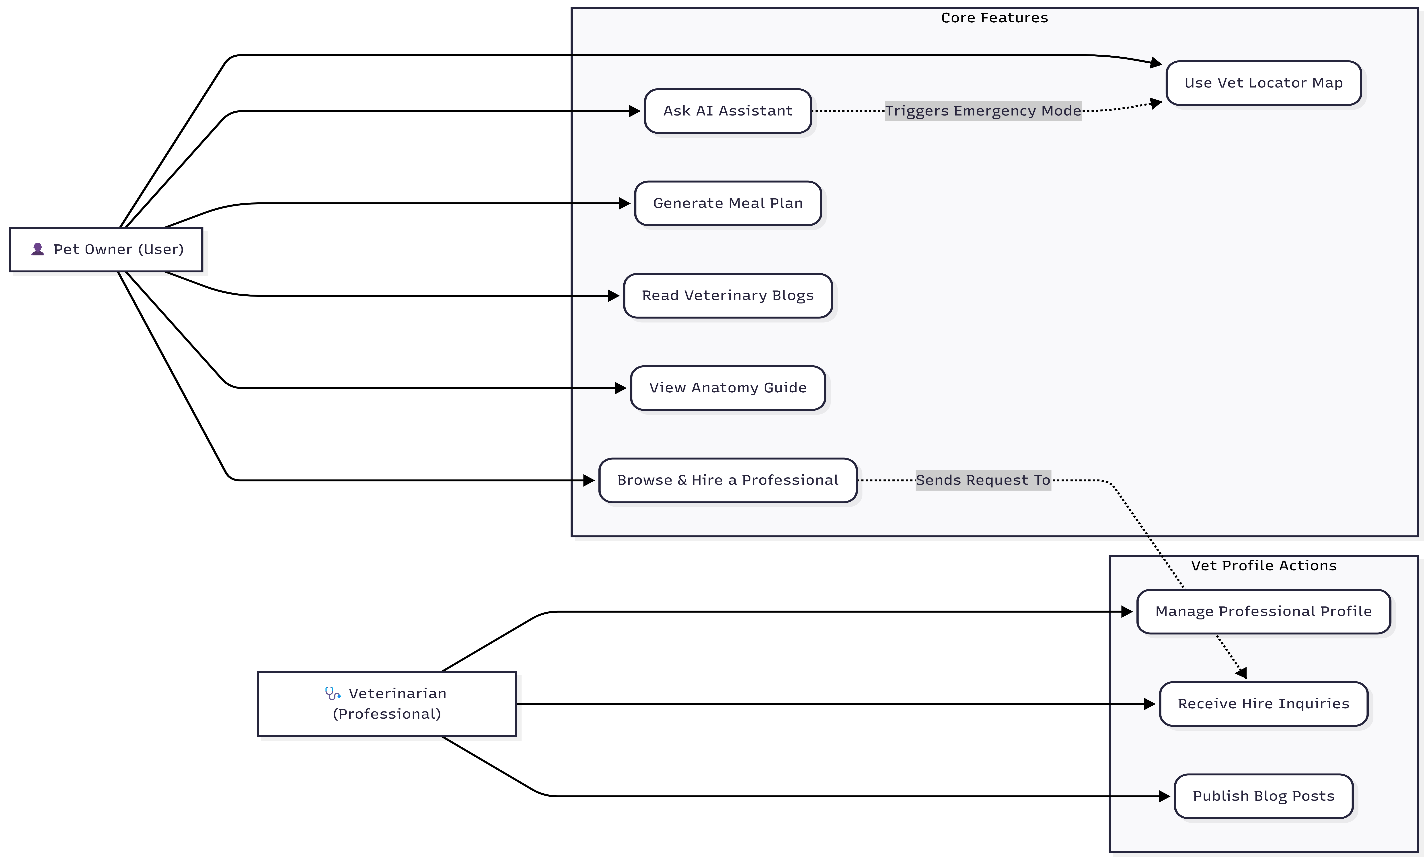 Core Features
Use Vet Locator Map
Ask AI Assistant
Triggers Emergency Mode
Generate Meal Plan
Pet Owner (User)
Read Veterinary Blogs
View Anatomy Guide
Browse & Hire a Professional
Sends Request To
Vet Profile Actions
Manage Professional Profile
Veterinarian
(Professional)
Receive Hire Inquiries
Publish Blog Posts